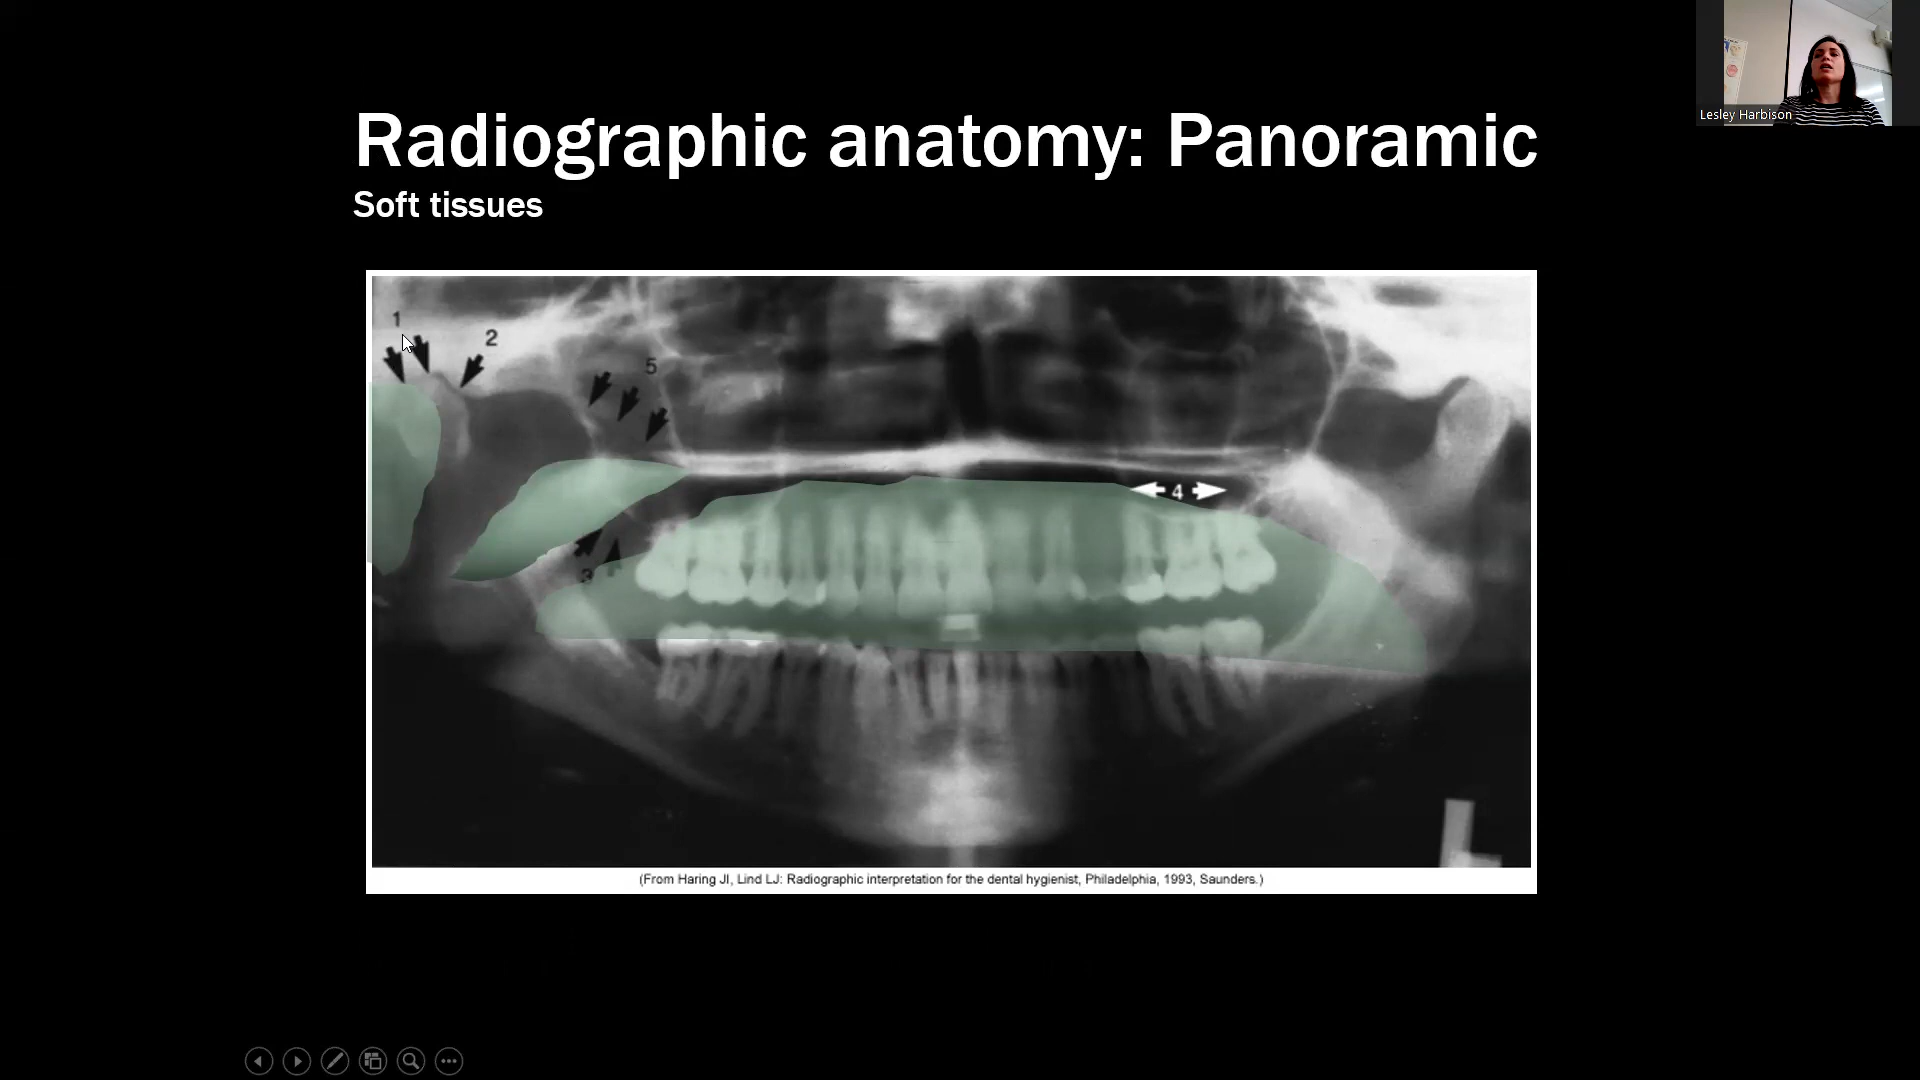 Lesley Harbison
Radiographic anatomy: Panoramic
Soft tissues
1
2
5
4
3
(From Haring JI, Lind LJ: Radiographic interpretation for the dental hygienist, Philadelphia, 1993, Saunders.)
L